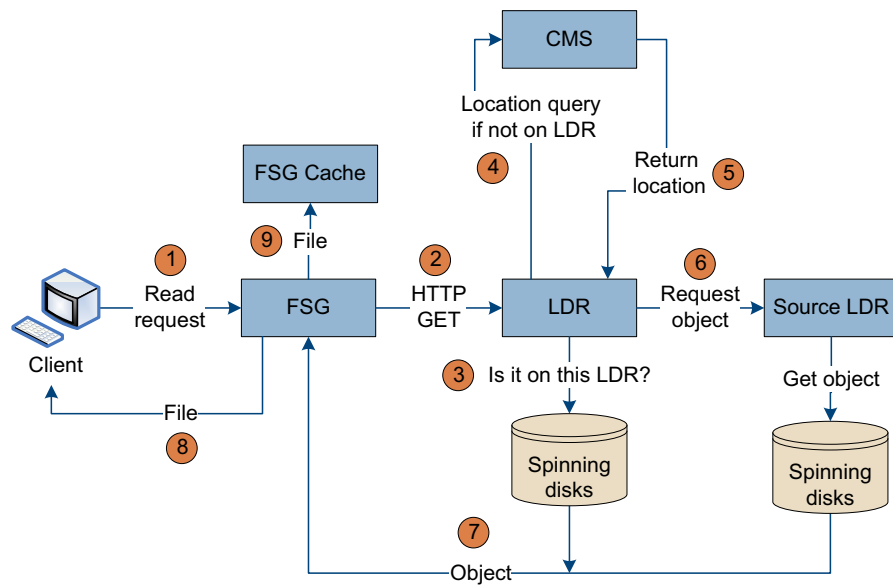 CMS
Location query
if not on LDR
4
Return
location
5
FSG Cache
9
File
1
Read
request
2
HTTP
GET
6
Request
object
Client
FSG
LDR
Source LDR
3
Is it on this LDR?
Get object
File
8
Spinning
disks
Spinning
disks
7
Object